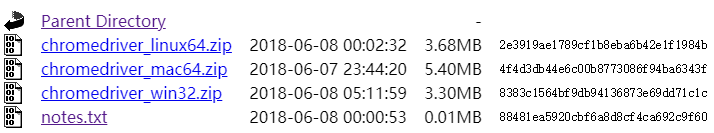 Parent Directory -
chromedriver_linux64.zip 2018-06-08 00:02:32 3.68MB 2e3919ae1789cf1b8eba6b42e1f1984b
chromedriver_mac64.zip 2018-06-07 23:44:20 5.40MB 4f4d3db44e6c00b8773086f94ba6343f
chromedriver_win32.zip 2018-06-08 05:11:59 3.30MB 8383c1564bf9db94136873e69dd71c1c
notes.txt 2018-06-08 00:00:53 0.01MB 88481ea5920cbf6a8d8cf4ca692c9f60